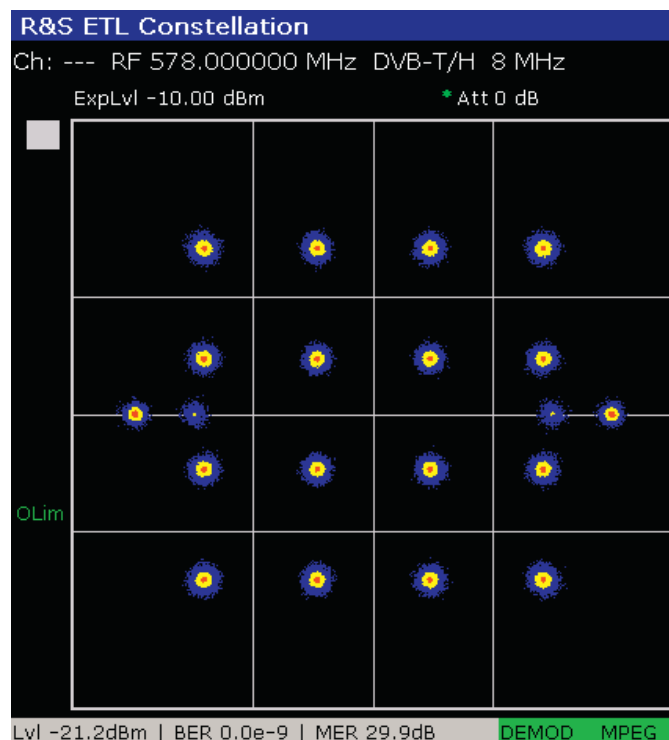 R&S ETL Constellation
Ch: --- RF 578.000000 MHz DVB-T/H 8 MHz
ExpLvl -10.00 dBm * Att 0 dB
OLim
Lvl -21.2dBm | BER 0.0e-9 | MER 29.9dB DEMOD MPEG